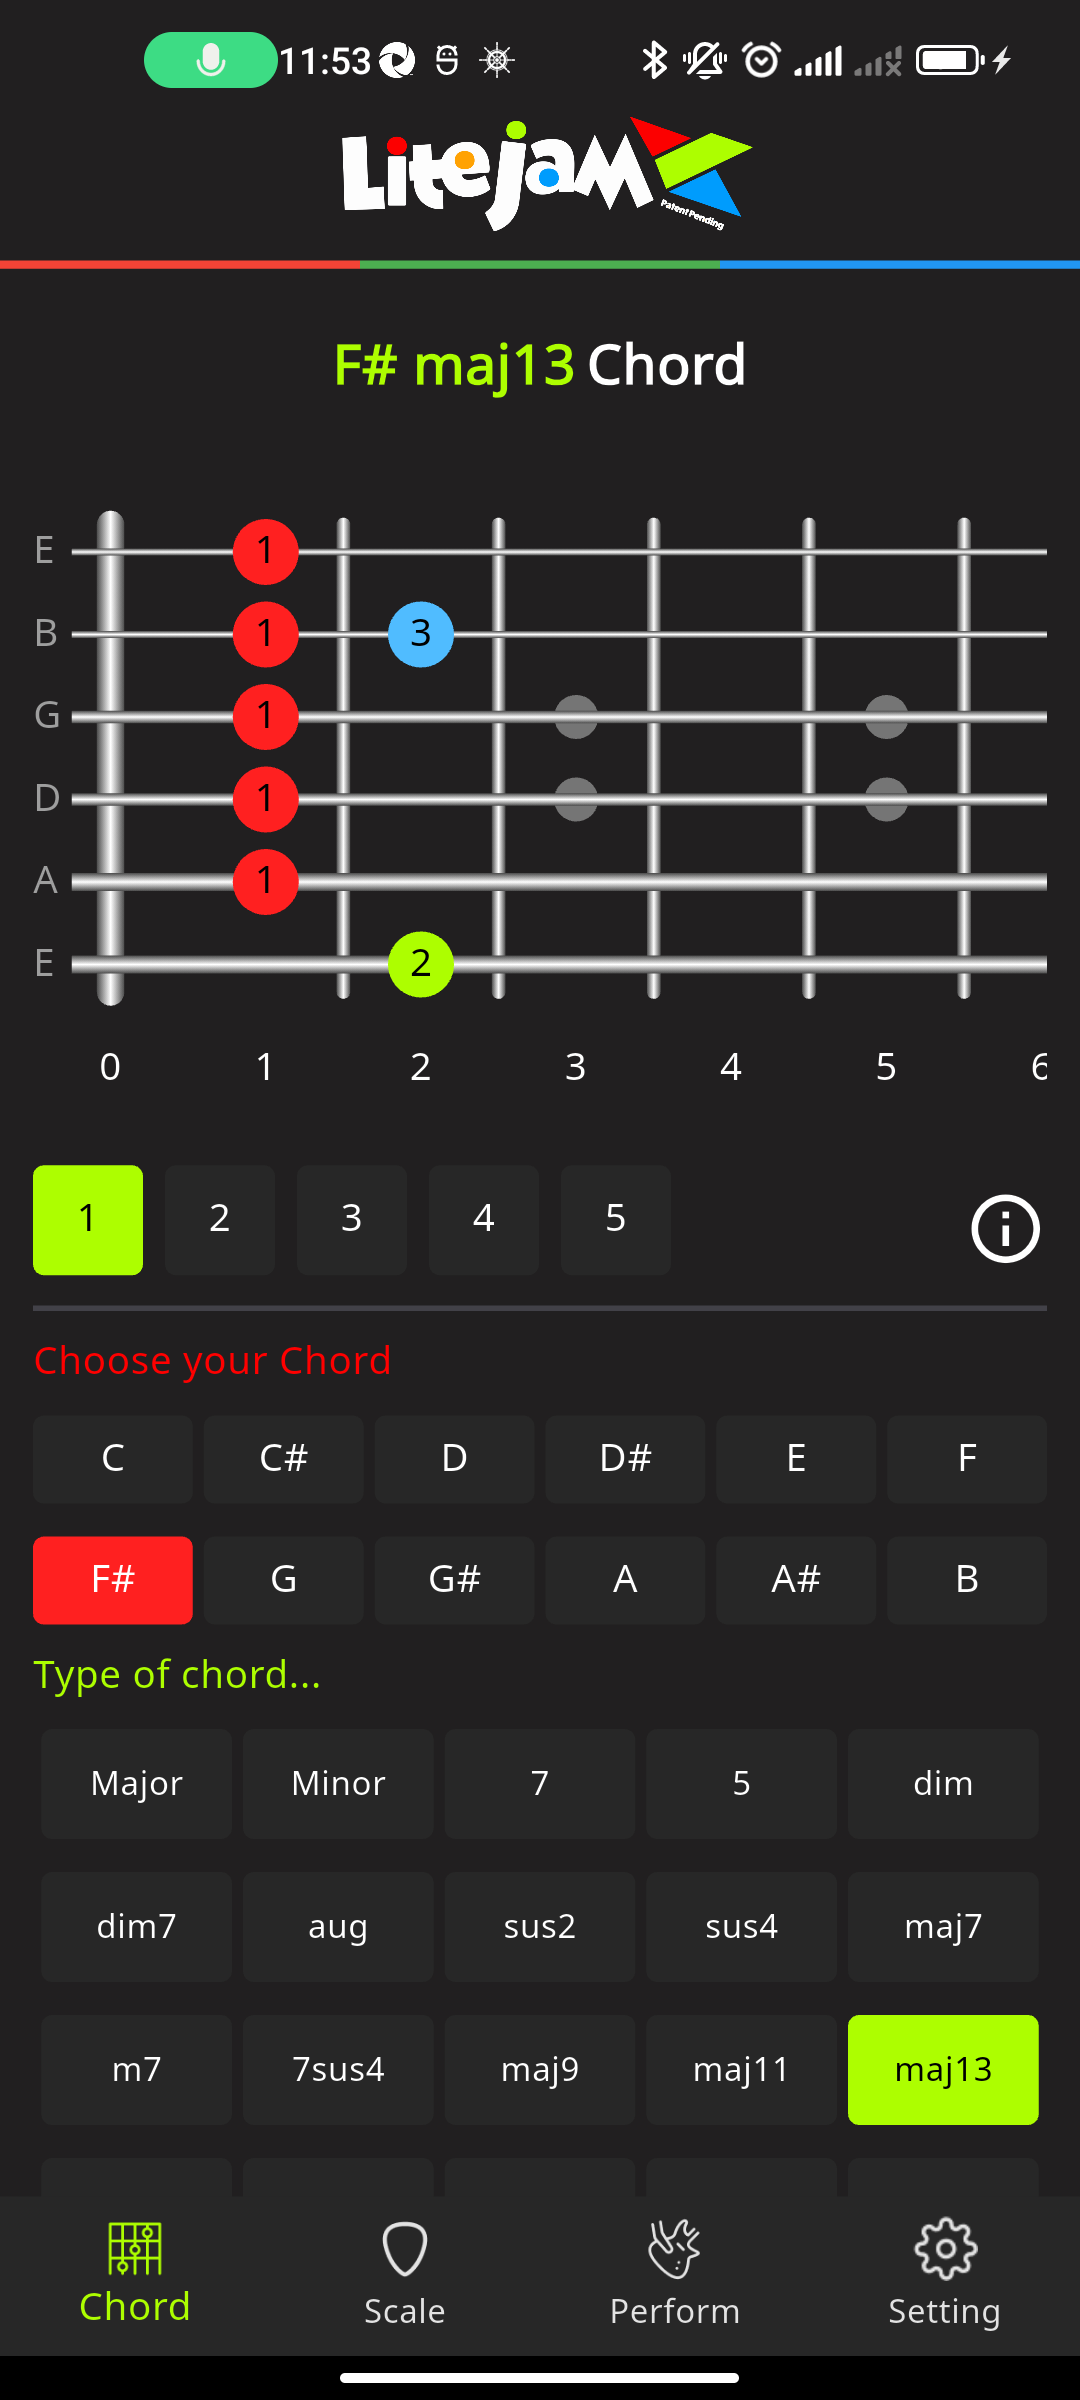 11:53
LiteJam
Patent Pending
F# maj13 Chord
E 1
B 1 3
G 1
D 1
A 1
E 2
0 1 2 3 4 5 6
1 2 3 4 5
Choose your Chord
C C# D D# E F
F# G G# A A# B
Type of chord...
Major Minor 7 5 dim
dim7 aug sus2 sus4 maj7
m7 7sus4 maj9 maj11 maj13
Chord Scale Perform Setting